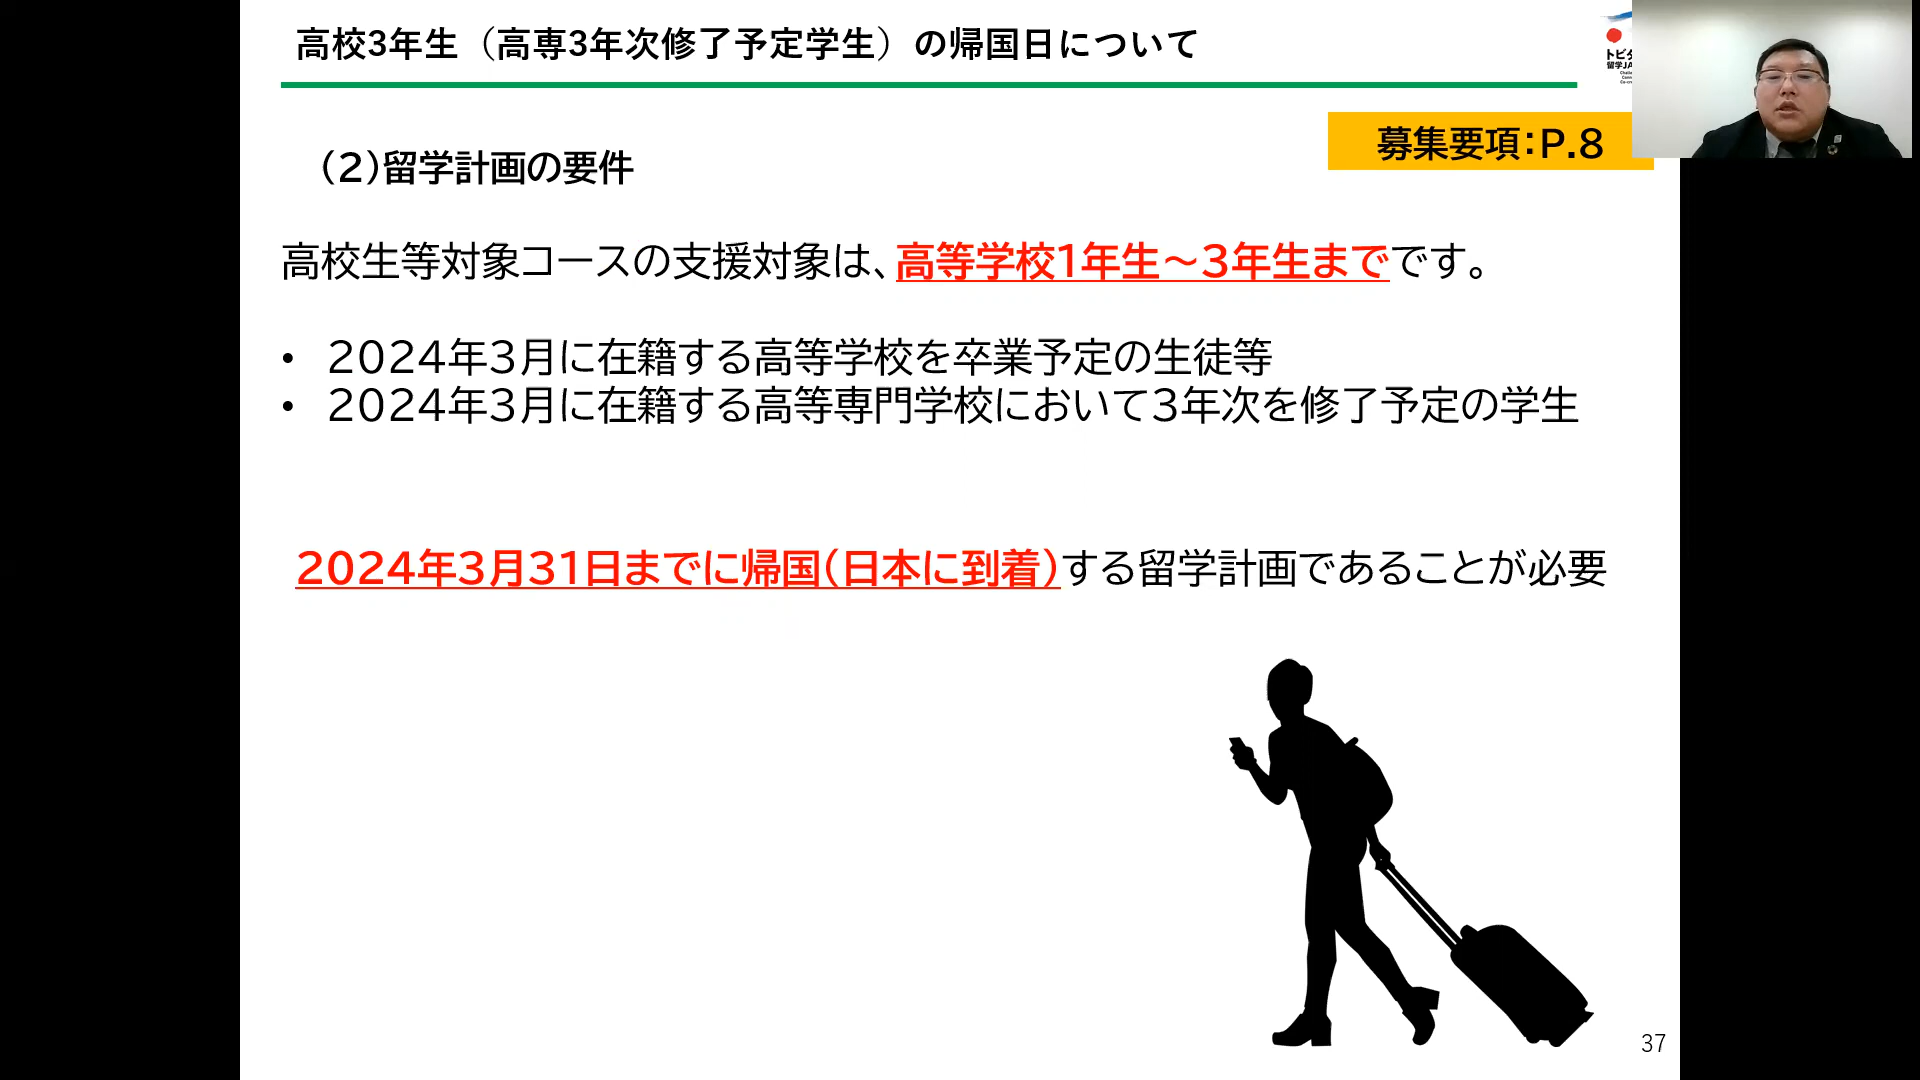 高校3年生（高専3年次修了予定学生）の帰国日について
募集要項：P.8
（2）留学計画の要件
高校生等対象コースの支援対象は、高等学校1年生～3年生までです。
• 2024年3月に在籍する高等学校を卒業予定の生徒等
• 2024年3月に在籍する高等専門学校において3年次を修了予定の学生
2024年3月31日までに帰国（日本に到着）する留学計画であることが必要
37